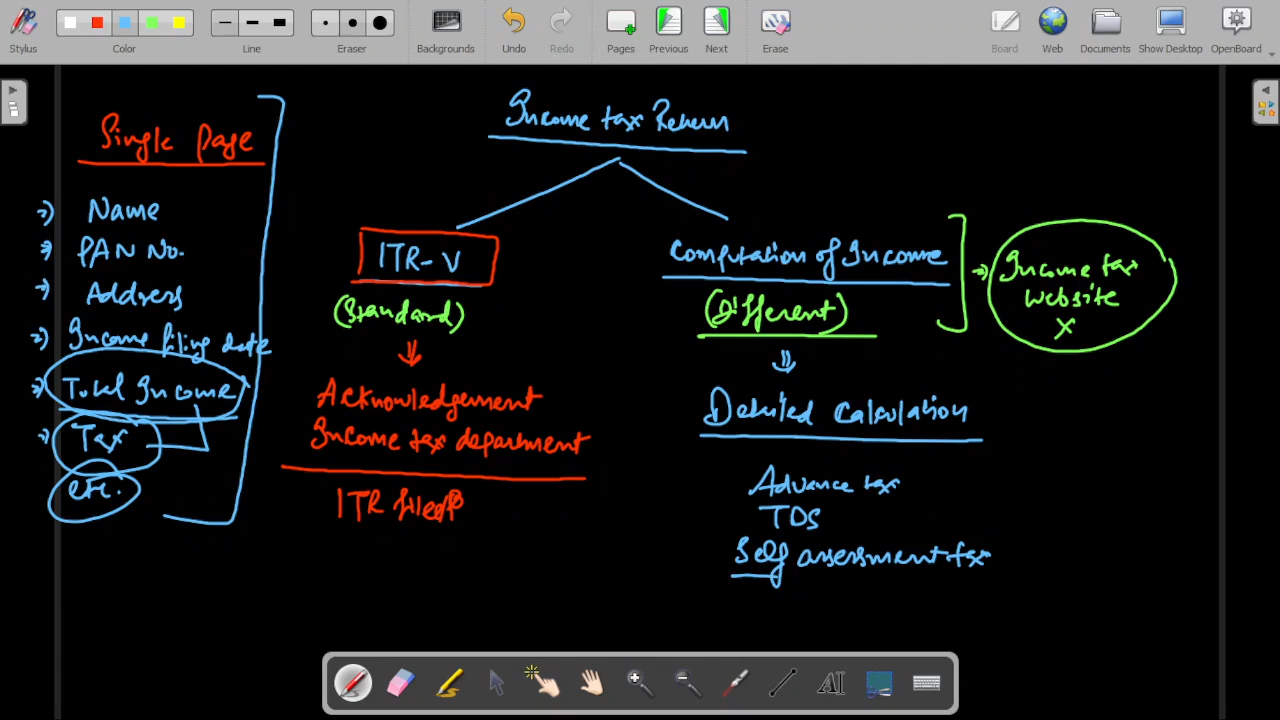 Stylus
Color
Line
Eraser
Backgrounds
Undo
Redo
Pages
Previous
Next
Erase
Board
Web
Documents
Show Desktop
OpenBoard
Income tax Return
Single Page
Name
PAN No.
Address
Income filing date
Total Income
Tax
etc.
ITR-V
(Standard)
Acknowledgement
Income tax department
ITR filed
Computation of Income
(Different)
Detailed calculation
Advance tax
TDS
Self assessment tax
Income tax
website
X
AI